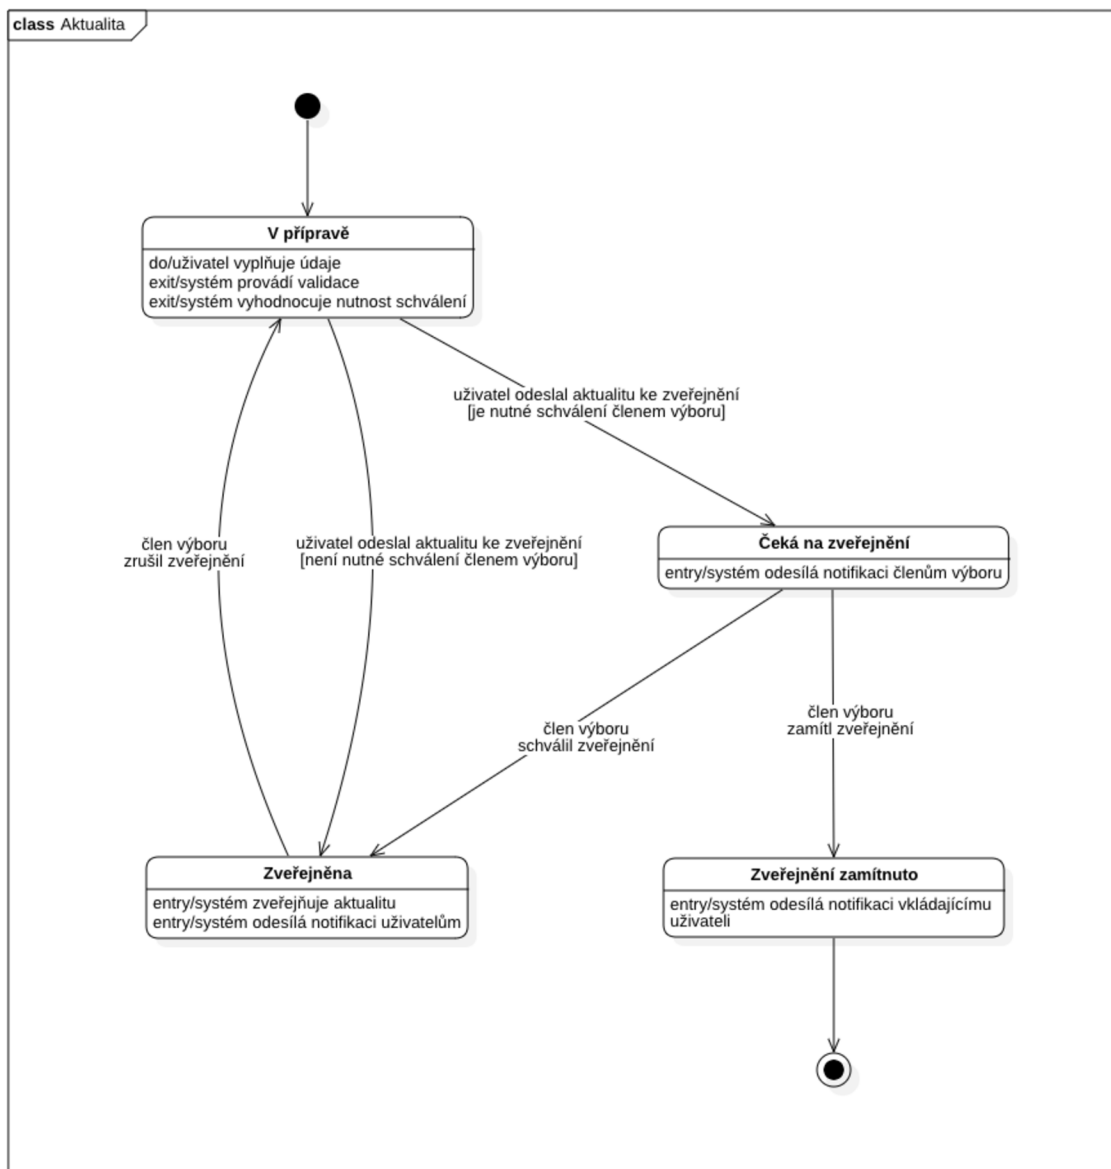 class Aktualita
V přípravě
do/uživatel vyplňuje údaje
exit/systém provádí validace
exit/systém vyhodnocuje nutnost schválení
uživatel odeslal aktualitu ke zveřejnění
[je nutné schválení členem výboru]
člen výboru
zrušil zveřejnění
uživatel odeslal aktualitu ke zveřejnění
[není nutné schválení členem výboru]
Čeká na zveřejnění
entry/systém odesílá notifikaci členům výboru
člen výboru
schválil zveřejnění
člen výboru
zamítl zveřejnění
Zveřejněna
entry/systém zveřejňuje aktualitu
entry/systém odesílá notifikaci uživatelům
Zveřejnění zamítnuto
entry/systém odesílá notifikaci vkládajícímu
uživateli